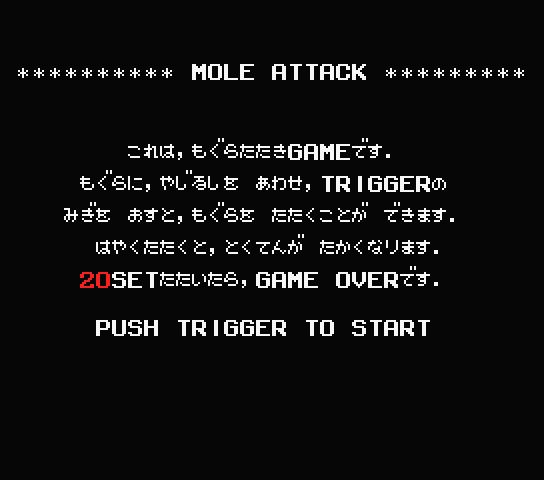 ********** MOLE ATTACK *********
これは,もぐらたたきGAMEです.
もぐらに,やじるしを あわせ,TRIGGERの
みぎを おすと,もぐらを たたくことが できます.
はやくたたくと,とくてんが たかくなります.
20SETたたいたら,GAME OVERです.
PUSH TRIGGER TO START